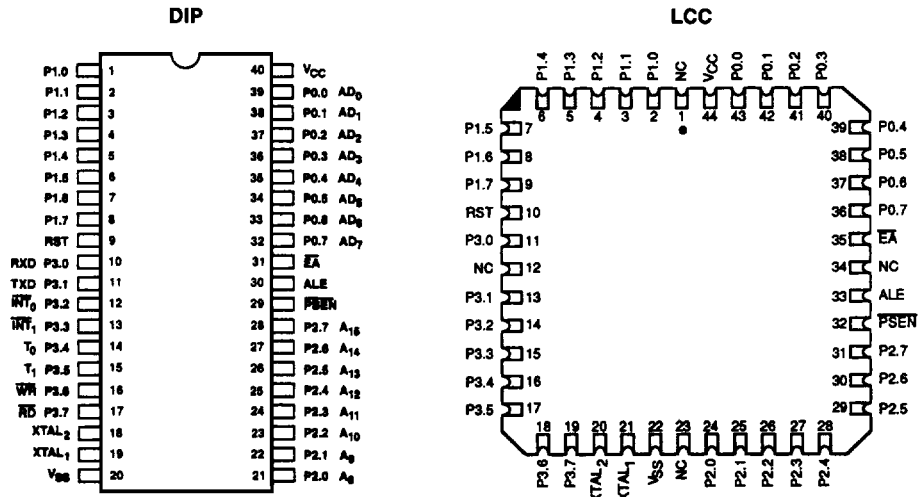 DIP
P1.0 1 40 VCC
P1.1 2 39 P0.0 AD0
P1.2 3 38 P0.1 AD1
P1.3 4 37 P0.2 AD2
P1.4 5 36 P0.3 AD3
P1.5 6 35 P0.4 AD4
P1.6 7 34 P0.5 AD5
P1.7 8 33 P0.6 AD6
RST 9 32 P0.7 AD7
RXD P3.0 10 31 EA
TXD P3.1 11 30 ALE
INT0 P3.2 12 29 PSEN
INT1 P3.3 13 28 P2.7 A15
T0 P3.4 14 27 P2.6 A14
T1 P3.5 15 26 P2.5 A13
WR P3.6 16 25 P2.4 A12
RD P3.7 17 24 P2.3 A11
XTAL2 18 23 P2.2 A10
XTAL1 19 22 P2.1 A9
VSS 20 21 P2.0 A8
LCC
P1.4 P1.3 P1.2 P1.1 P1.0 NC VCC P0.0 P0.1 P0.2 P0.3
6 5 4 3 2 1 44 43 42 41 40
P1.5 7 39 P0.4
P1.6 8 38 P0.5
P1.7 9 37 P0.6
RST 10 36 P0.7
P3.0 11 35 EA
NC 12 34 NC
P3.1 13 33 ALE
P3.2 14 32 PSEN
P3.3 15 31 P2.7
P3.4 16 30 P2.6
P3.5 17 29 P2.5
18 19 20 21 22 23 24 25 26 27 28
P3.6 P3.7 XTAL2 XTAL1 VSS NC P2.0 P2.1 P2.2 P2.3 P2.4